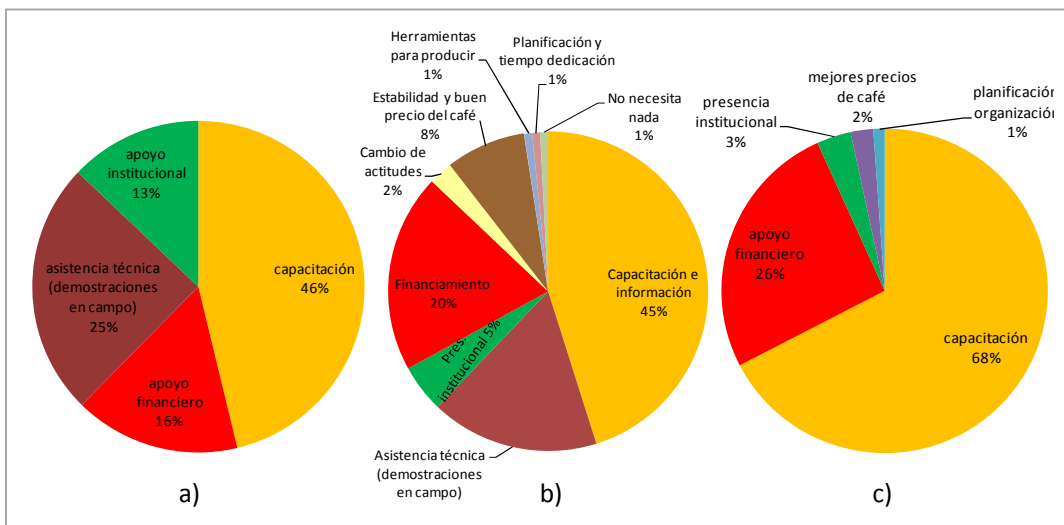 apoyo
institucional
13%
capacitación
46%
asistencia técnica
(demostraciones
en campo)
25%
apoyo
financiero
16%
a)
Herramientas
para producir
1%
Planificación y
tiempo dedicación
1%
Estabilidad y buen
precio del café
8%
No necesita
nada
1%
Cambio de
actitudes
2%
Financiamiento
20%
Capacitación e
información
45%
Pres.
institucional 5%
Asistencia técnica
(demostraciones
en campo)
b)
mejores precios
de café
2%
planificación
organización
1%
presencia
institucional
3%
apoyo
financiero
26%
capacitación
68%
c)